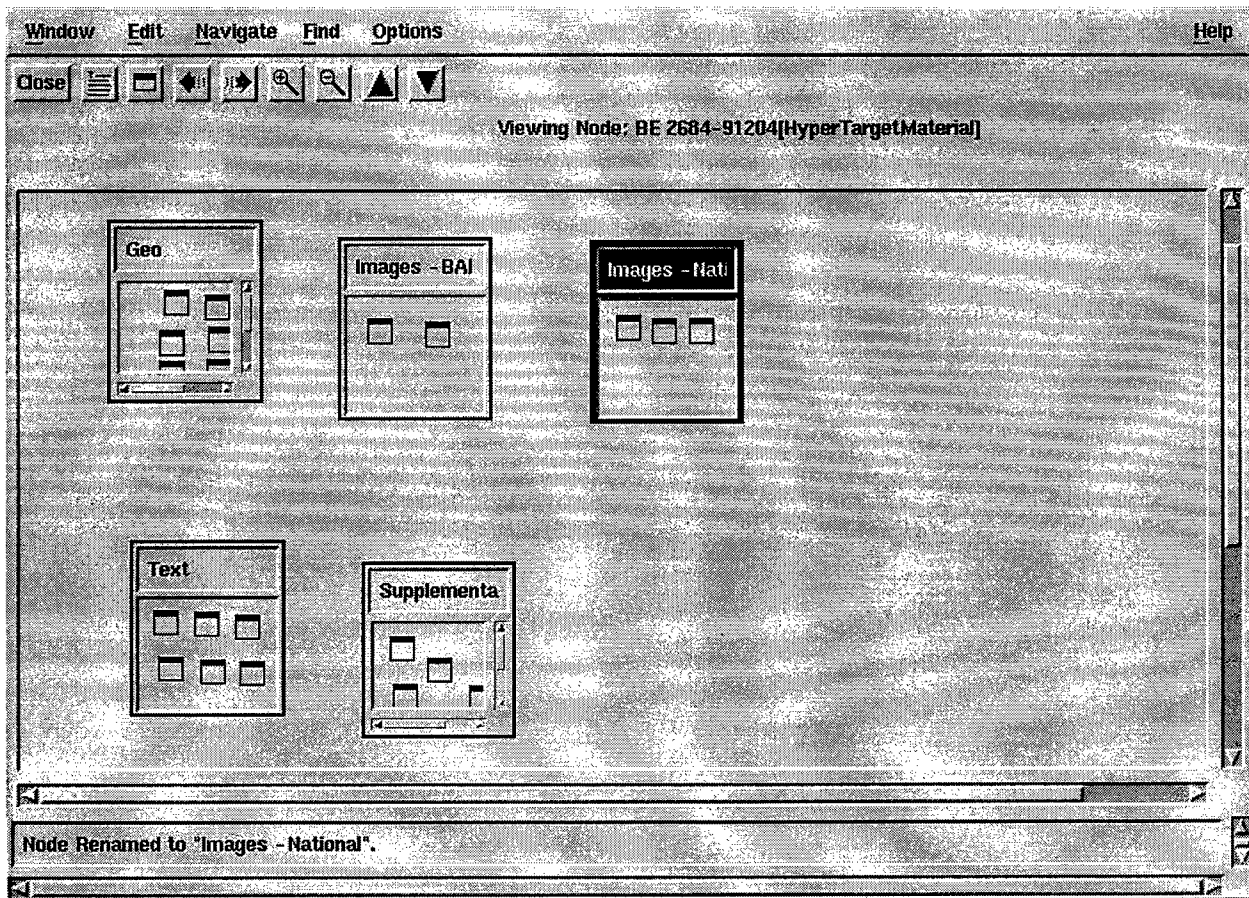 Window Edit Navigate Find Options Help
Close
Viewing Node: BE 2684-91204[HyperTargetMaterial]
Geo
Images - BAI
Images - Nati
Text
Supplementa
Node Renamed to "Images - National".